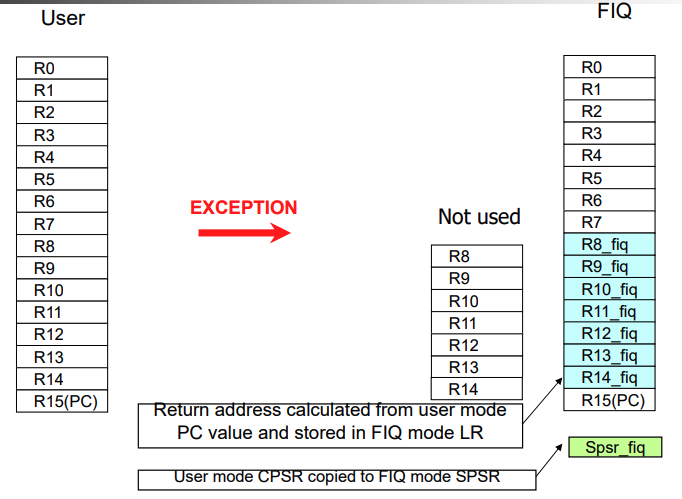 User
R0
R1
R2
R3
R4
R5
R6
R7
R8
R9
R10
R11
R12
R13
R14
R15(PC)
EXCEPTION
Not used
R8
R9
R10
R11
R12
R13
R14
FIQ
R0
R1
R2
R3
R4
R5
R6
R7
R8_fiq
R9_fiq
R10_fiq
R11_fiq
R12_fiq
R13_fiq
R14_fiq
R15(PC)
Return address calculated from user mode
PC value and stored in FIQ mode LR
Spsr_fiq
User mode CPSR copied to FIQ mode SPSR